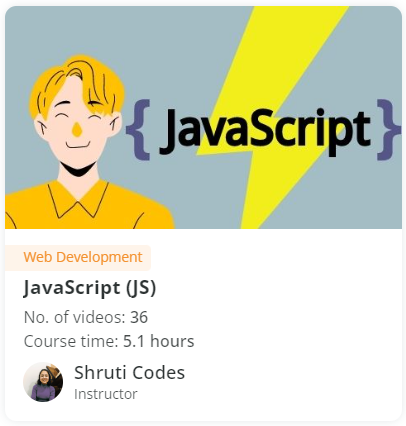 { JavaScript }
Web Development
JavaScript (JS)
No. of videos: 36
Course time: 5.1 hours
Shruti Codes
Instructor